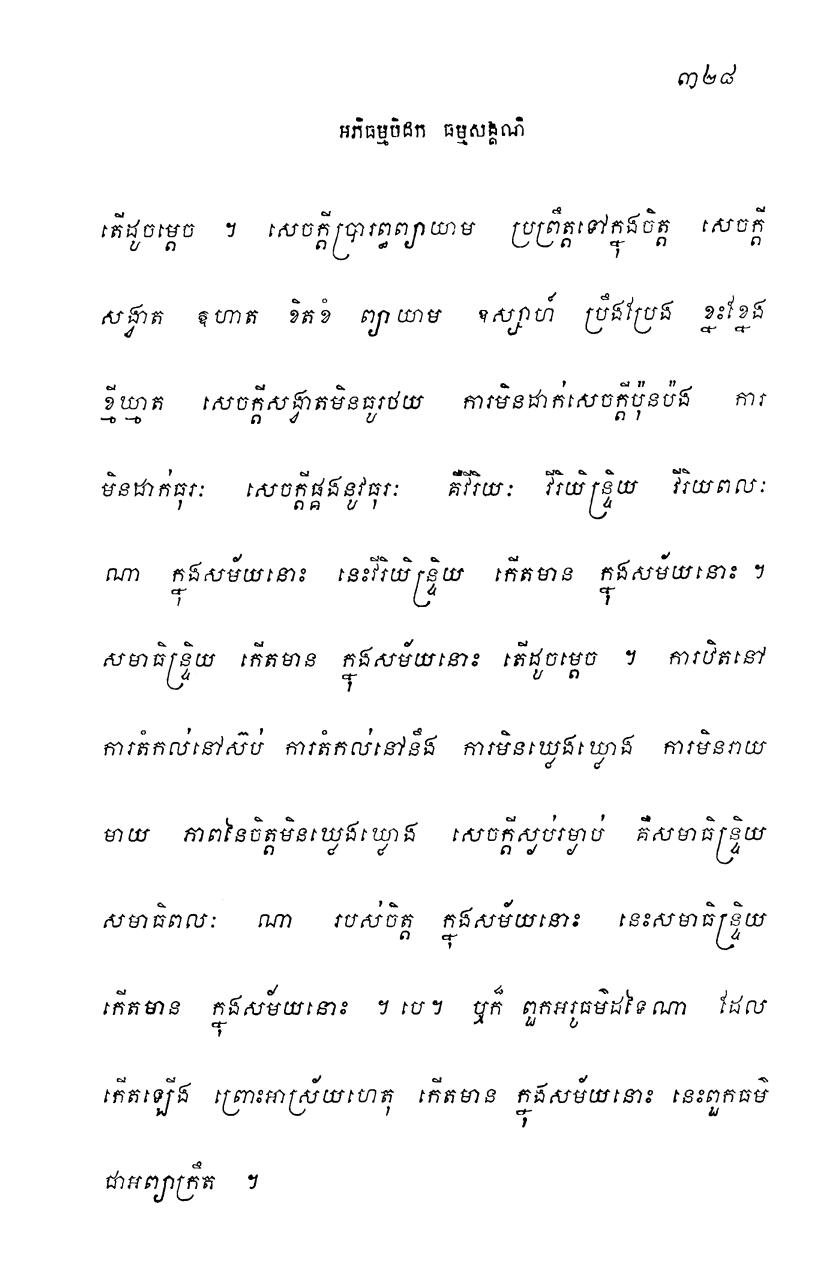 ៣២៨
អភិធម្មបិដក ធម្មសង្គណិ
តើដូចម្តេច ។ សេចក្តីប្រារព្ធព្យាយាម ប្រព្រឹត្តទៅក្នុងចិត្ត សេចក្តី
សង្វាត ឧហាត ខិតខំ ព្យាយាម ឧស្សាហ៍ ប្រឹងប្រែង ខ្នះខ្នែង
ខ្មីឃ្មាត សេចក្តីសង្វាតមិនធូរថយ ការមិនដាក់សេចក្តីប៉ុនប៉ង ការ
មិនដាក់ធុរៈ សេចក្តីផ្គងនូវធុរៈ គឺវីរិយៈ វីរិយិន្ទ្រិយ វីរិយពលៈ
ណា ក្នុងសម័យនោះ នេះវីរិយិន្ទ្រិយ កើតមាន ក្នុងសម័យនោះ ។
សមាធិន្ទ្រិយ កើតមាន ក្នុងសម័យនោះ តើដូចម្តេច ។ ការឋិតនៅ
ការតំកល់នៅស៊ប់ ការតំកល់នៅនឹង ការមិនឃ្លេងឃ្លោង ការមិនរាយ
មាយ ភាពនៃចិត្តមិនឃ្លេងឃ្លោង សេចក្តីស្ងប់រម្ងាប់ គឺសមាធិន្ទ្រិយ
សមាធិពលៈ ណា របស់ចិត្ត ក្នុងសម័យនោះ នេះសមាធិន្ទ្រិយ
កើតមាន ក្នុងសម័យនោះ ។ បេ ។ ឬក៏ ពួកអរូបធម៌ដទៃណា ដែល
កើតឡើង ព្រោះអាស្រ័យហេតុ កើតមាន ក្នុងសម័យនោះ នេះពួកធម៌
ជាអព្យាក្រឹត ។